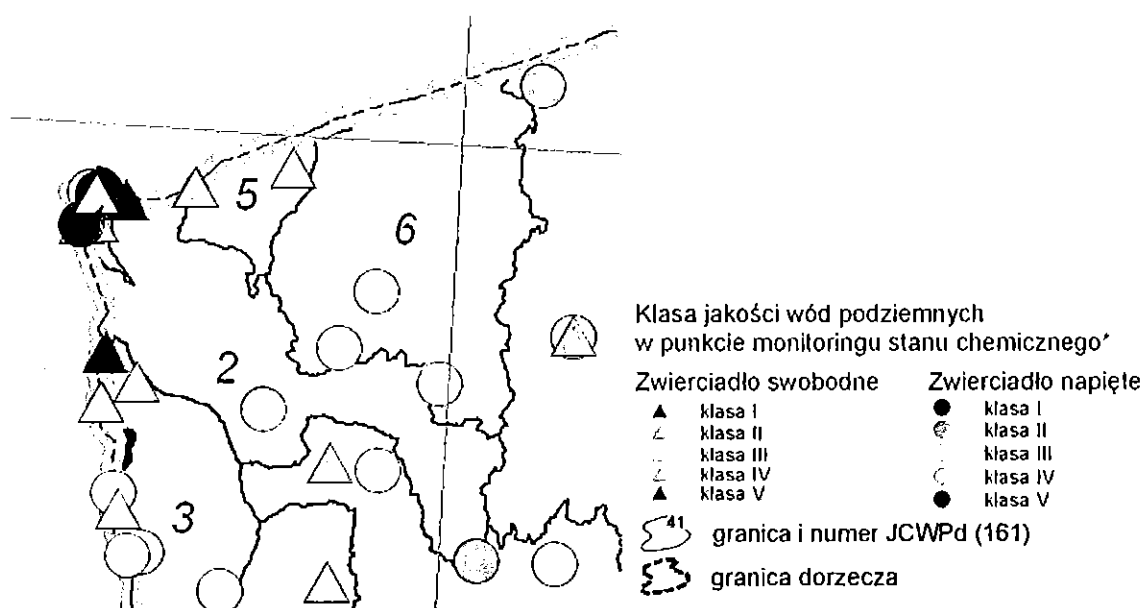 5
6
2
3
Klasa jakości wód podziemnych
w punkcie monitoringu stanu chemicznego*
Zwierciadło swobodne
klasa I
klasa II
klasa III
klasa IV
klasa V
Zwierciadło napięte
klasa I
klasa II
klasa III
klasa IV
klasa V
41
granica i numer JCWPd (161)
granica dorzecza